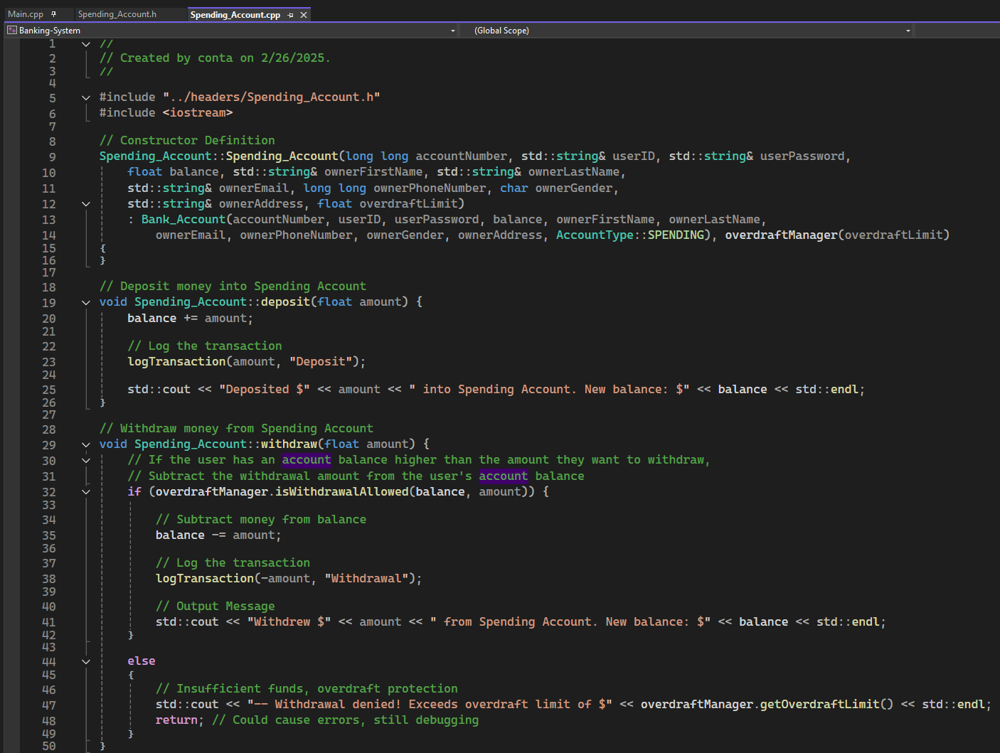 Main.cpp
Spending_Account.h
Spending_Account.cpp
Banking-System
(Global Scope)
1 //
2 // Created by conta on 2/26/2025.
3 //
4
5 #include "../headers/Spending_Account.h"
6 #include <iostream>
7
8 // Constructor Definition
9 Spending_Account::Spending_Account(long long accountNumber, std::string& userID, std::string& userPassword,
10 float balance, std::string& ownerFirstName, std::string& ownerLastName,
11 std::string& ownerEmail, long long ownerPhoneNumber, char ownerGender,
12 std::string& ownerAddress, float overdraftLimit)
13 : Bank_Account(accountNumber, userID, userPassword, balance, ownerFirstName, ownerLastName,
14 ownerEmail, ownerPhoneNumber, ownerGender, ownerAddress, AccountType::SPENDING), overdraftManager(overdraftLimit)
15 {
16 }
17
18 // Deposit money into Spending Account
19 void Spending_Account::deposit(float amount) {
20 balance += amount;
21
22 // Log the transaction
23 logTransaction(amount, "Deposit");
24
25 std::cout << "Deposited $" << amount << " into Spending Account. New balance: $" << balance << std::endl;
26 }
27
28 // Withdraw money from Spending Account
29 void Spending_Account::withdraw(float amount) {
30 // If the user has an account balance higher than the amount they want to withdraw,
31 // Subtract the withdrawal amount from the user's account balance
32 if (overdraftManager.isWithdrawalAllowed(balance, amount)) {
33
34 // Subtract money from balance
35 balance -= amount;
36
37 // Log the transaction
38 logTransaction(-amount, "Withdrawal");
39
40 // Output Message
41 std::cout << "Withdrew $" << amount << " from Spending Account. New balance: $" << balance << std::endl;
42 }
43
44 else
45 {
46 // Insufficient funds, overdraft protection
47 std::cout << "-- Withdrawal denied! Exceeds overdraft limit of $" << overdraftManager.getOverdraftLimit() << std::endl;
48 return; // Could cause errors, still debugging
49 }
50 }